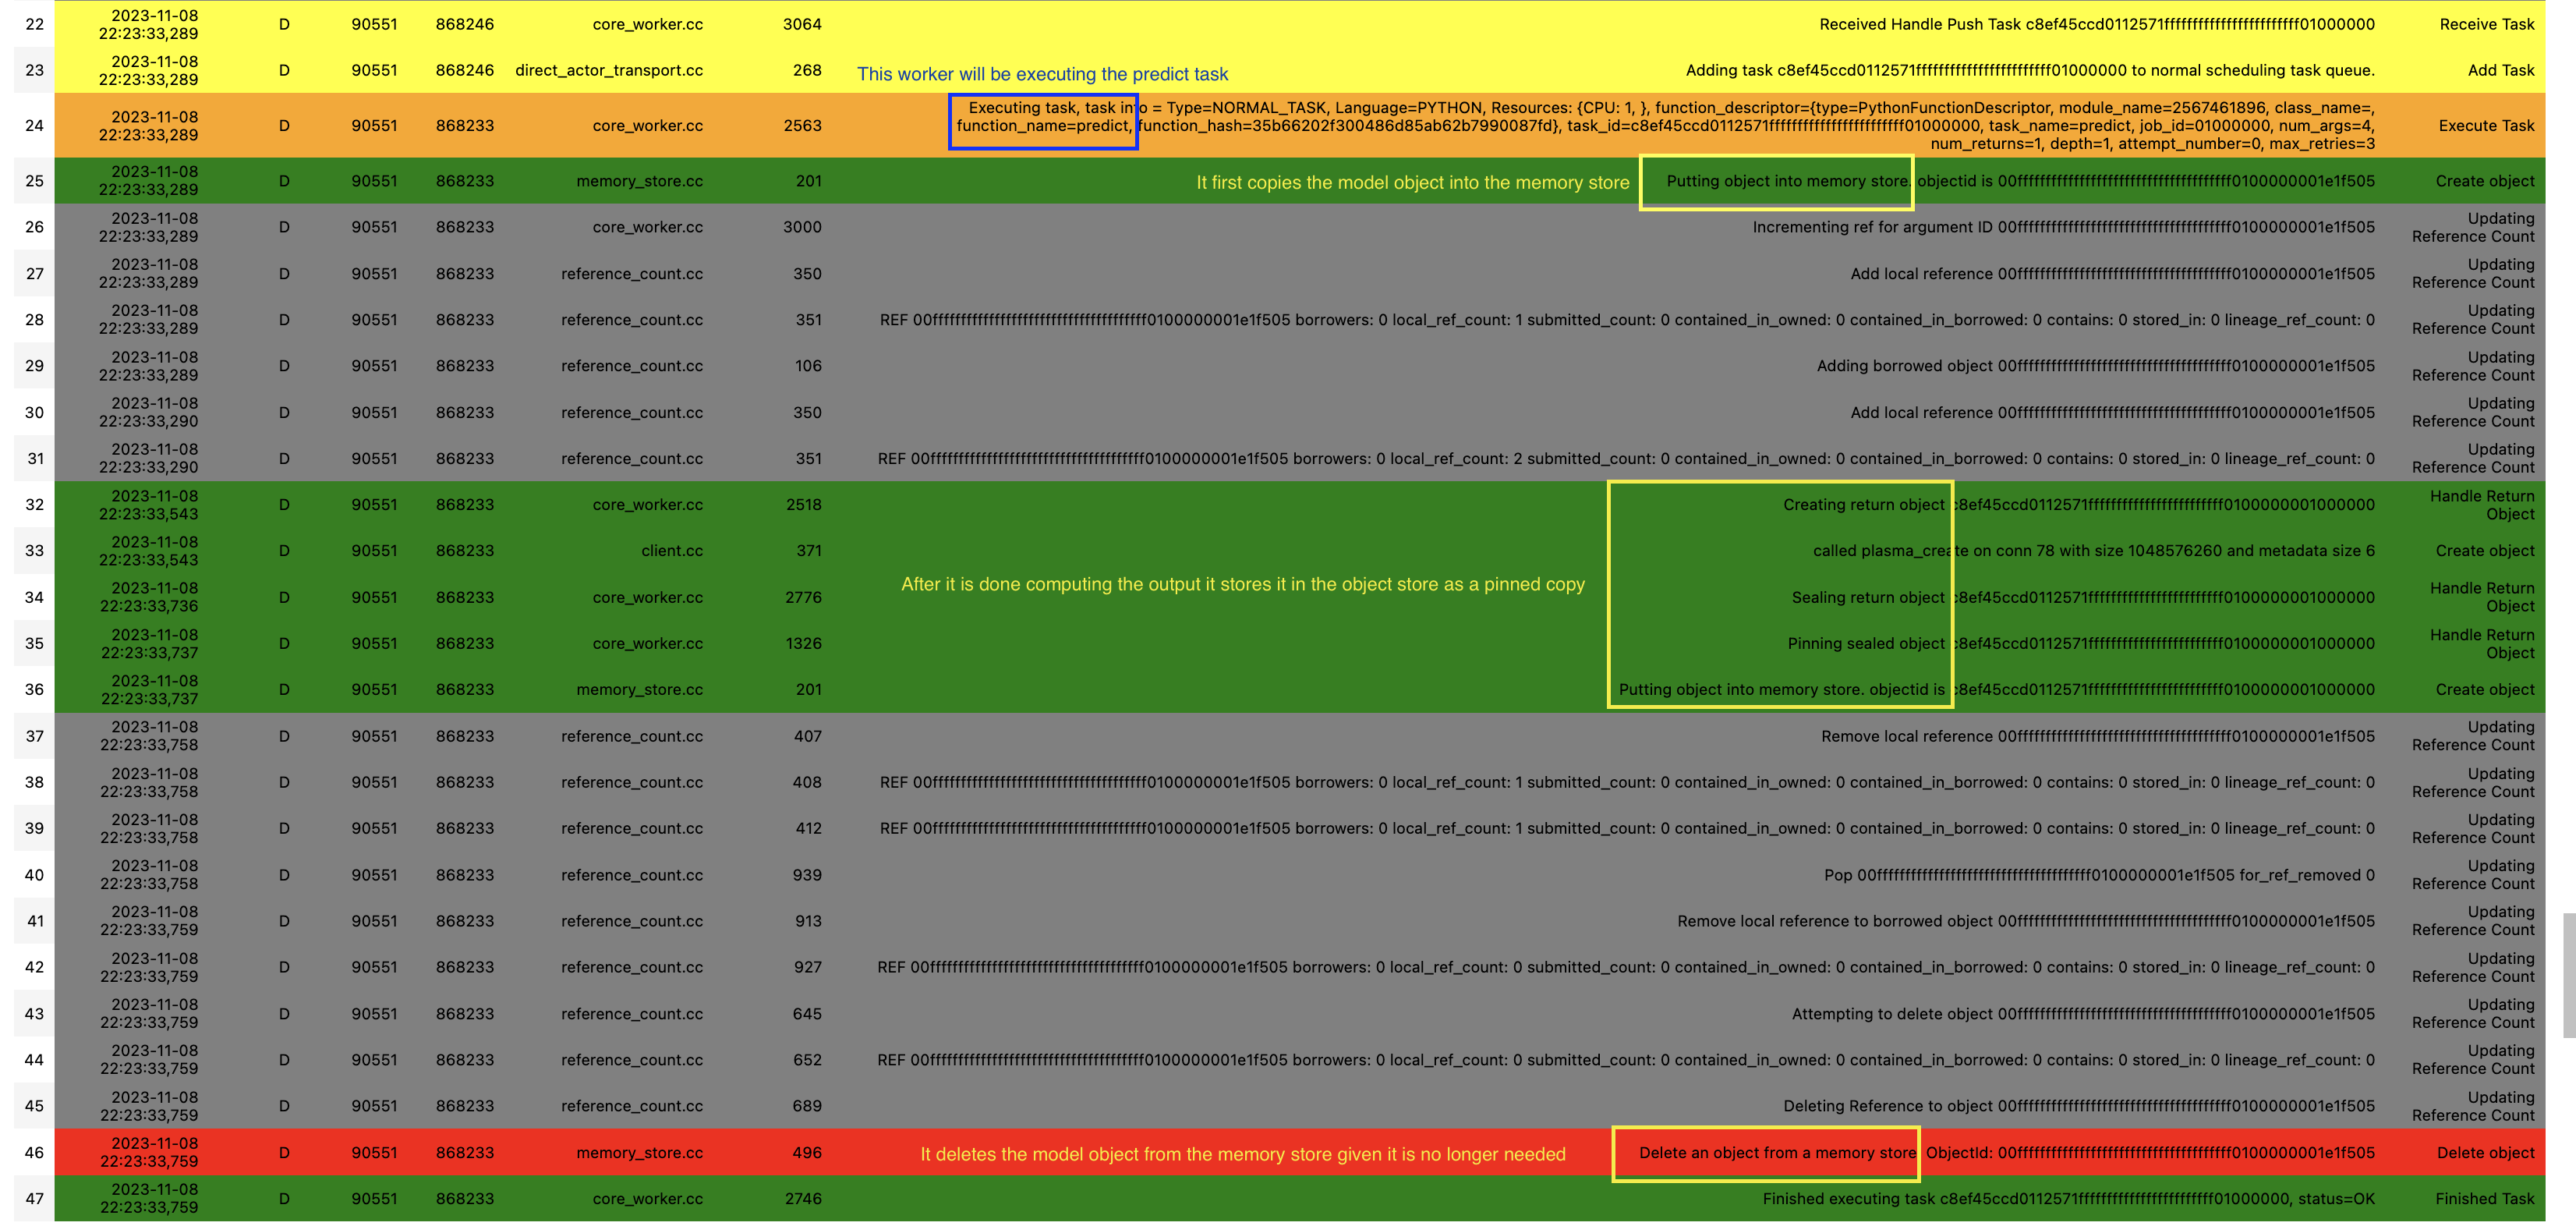 22 2023-11-08 22:23:33,289 D 90551 868246 core_worker.cc 3064 Received Handle Push Task c8ef45ccd0112571ffffffffffffffffffffffff01000000 Receive Task
23 2023-11-08 22:23:33,289 D 90551 868246 direct_actor_transport.cc 268 This worker will be executing the predict task Adding task c8ef45ccd0112571ffffffffffffffffffffffff01000000 to normal scheduling task queue. Add Task
24 2023-11-08 22:23:33,289 D 90551 868233 core_worker.cc 2563 Executing task, task info = Type=NORMAL_TASK, Language=PYTHON, Resources: {CPU: 1, }, function_descriptor={type=PythonFunctionDescriptor, module_name=2567461896, class_name=,
function_name=predict, function_hash=35b66202f300486d85ab62b7990087fd}, task_id=c8ef45ccd0112571ffffffffffffffffffffffff01000000, task_name=predict, job_id=01000000, num_args=4,
num_returns=1, depth=1, attempt_number=0, max_retries=3 Execute Task
25 2023-11-08 22:23:33,289 D 90551 868233 memory_store.cc 201 It first copies the model object into the memory store Putting object into memory store. objectid is 00ffffffffffffffffffffffffffffffffffffff0100000001e1f505 Create object
26 2023-11-08 22:23:33,289 D 90551 868233 core_worker.cc 3000 Incrementing ref for argument ID 00ffffffffffffffffffffffffffffffffffffff0100000001e1f505 Updating Reference Count
27 2023-11-08 22:23:33,289 D 90551 868233 reference_count.cc 350 Add local reference 00ffffffffffffffffffffffffffffffffffffff0100000001e1f505 Updating Reference Count
28 2023-11-08 22:23:33,289 D 90551 868233 reference_count.cc 351 REF 00ffffffffffffffffffffffffffffffffffffff0100000001e1f505 borrowers: 0 local_ref_count: 1 submitted_count: 0 contained_in_owned: 0 contained_in_borrowed: 0 contains: 0 stored_in: 0 lineage_ref_count: 0 Updating Reference Count
29 2023-11-08 22:23:33,289 D 90551 868233 reference_count.cc 106 Adding borrowed object 00ffffffffffffffffffffffffffffffffffffff0100000001e1f505 Updating Reference Count
30 2023-11-08 22:23:33,290 D 90551 868233 reference_count.cc 350 Add local reference 00ffffffffffffffffffffffffffffffffffffff0100000001e1f505 Updating Reference Count
31 2023-11-08 22:23:33,290 D 90551 868233 reference_count.cc 351 REF 00ffffffffffffffffffffffffffffffffffffff0100000001e1f505 borrowers: 0 local_ref_count: 2 submitted_count: 0 contained_in_owned: 0 contained_in_borrowed: 0 contains: 0 stored_in: 0 lineage_ref_count: 0 Updating Reference Count
32 2023-11-08 22:23:33,543 D 90551 868233 core_worker.cc 2518 Creating return object c8ef45ccd0112571ffffffffffffffffffffffff0100000001000000 Handle Return Object
33 2023-11-08 22:23:33,543 D 90551 868233 client.cc 371 called plasma_create on conn 78 with size 1048576260 and metadata size 6 Create object
After it is done computing the output it stores it in the object store as a pinned copy
34 2023-11-08 22:23:33,736 D 90551 868233 core_worker.cc 2776 Sealing return object c8ef45ccd0112571ffffffffffffffffffffffff0100000001000000 Handle Return Object
35 2023-11-08 22:23:33,737 D 90551 868233 core_worker.cc 1326 Pinning sealed object c8ef45ccd0112571ffffffffffffffffffffffff0100000001000000 Handle Return Object
36 2023-11-08 22:23:33,737 D 90551 868233 memory_store.cc 201 Putting object into memory store. objectid is c8ef45ccd0112571ffffffffffffffffffffffff0100000001000000 Create object
37 2023-11-08 22:23:33,758 D 90551 868233 reference_count.cc 407 Remove local reference 00ffffffffffffffffffffffffffffffffffffff0100000001e1f505 Updating Reference Count
38 2023-11-08 22:23:33,758 D 90551 868233 reference_count.cc 408 REF 00ffffffffffffffffffffffffffffffffffffff0100000001e1f505 borrowers: 0 local_ref_count: 1 submitted_count: 0 contained_in_owned: 0 contained_in_borrowed: 0 contains: 0 stored_in: 0 lineage_ref_count: 0 Updating Reference Count
39 2023-11-08 22:23:33,758 D 90551 868233 reference_count.cc 412 REF 00ffffffffffffffffffffffffffffffffffffff0100000001e1f505 borrowers: 0 local_ref_count: 1 submitted_count: 0 contained_in_owned: 0 contained_in_borrowed: 0 contains: 0 stored_in: 0 lineage_ref_count: 0 Updating Reference Count
40 2023-11-08 22:23:33,758 D 90551 868233 reference_count.cc 939 Pop 00ffffffffffffffffffffffffffffffffffffff0100000001e1f505 for_ref_removed 0 Updating Reference Count
41 2023-11-08 22:23:33,759 D 90551 868233 reference_count.cc 913 Remove local reference to borrowed object 00ffffffffffffffffffffffffffffffffffffff0100000001e1f505 Updating Reference Count
42 2023-11-08 22:23:33,759 D 90551 868233 reference_count.cc 927 REF 00ffffffffffffffffffffffffffffffffffffff0100000001e1f505 borrowers: 0 local_ref_count: 0 submitted_count: 0 contained_in_owned: 0 contained_in_borrowed: 0 contains: 0 stored_in: 0 lineage_ref_count: 0 Updating Reference Count
43 2023-11-08 22:23:33,759 D 90551 868233 reference_count.cc 645 Attempting to delete object 00ffffffffffffffffffffffffffffffffffffff0100000001e1f505 Updating Reference Count
44 2023-11-08 22:23:33,759 D 90551 868233 reference_count.cc 652 REF 00ffffffffffffffffffffffffffffffffffffff0100000001e1f505 borrowers: 0 local_ref_count: 0 submitted_count: 0 contained_in_owned: 0 contained_in_borrowed: 0 contains: 0 stored_in: 0 lineage_ref_count: 0 Updating Reference Count
45 2023-11-08 22:23:33,759 D 90551 868233 reference_count.cc 689 Deleting Reference to object 00ffffffffffffffffffffffffffffffffffffff0100000001e1f505 Updating Reference Count
46 2023-11-08 22:23:33,759 D 90551 868233 memory_store.cc 496 It deletes the model object from the memory store given it is no longer needed Delete an object from a memory store. ObjectId: 00ffffffffffffffffffffffffffffffffffffff0100000001e1f505 Delete object
47 2023-11-08 22:23:33,759 D 90551 868233 core_worker.cc 2746 Finished executing task c8ef45ccd0112571ffffffffffffffffffffffff01000000, status=OK Finished Task